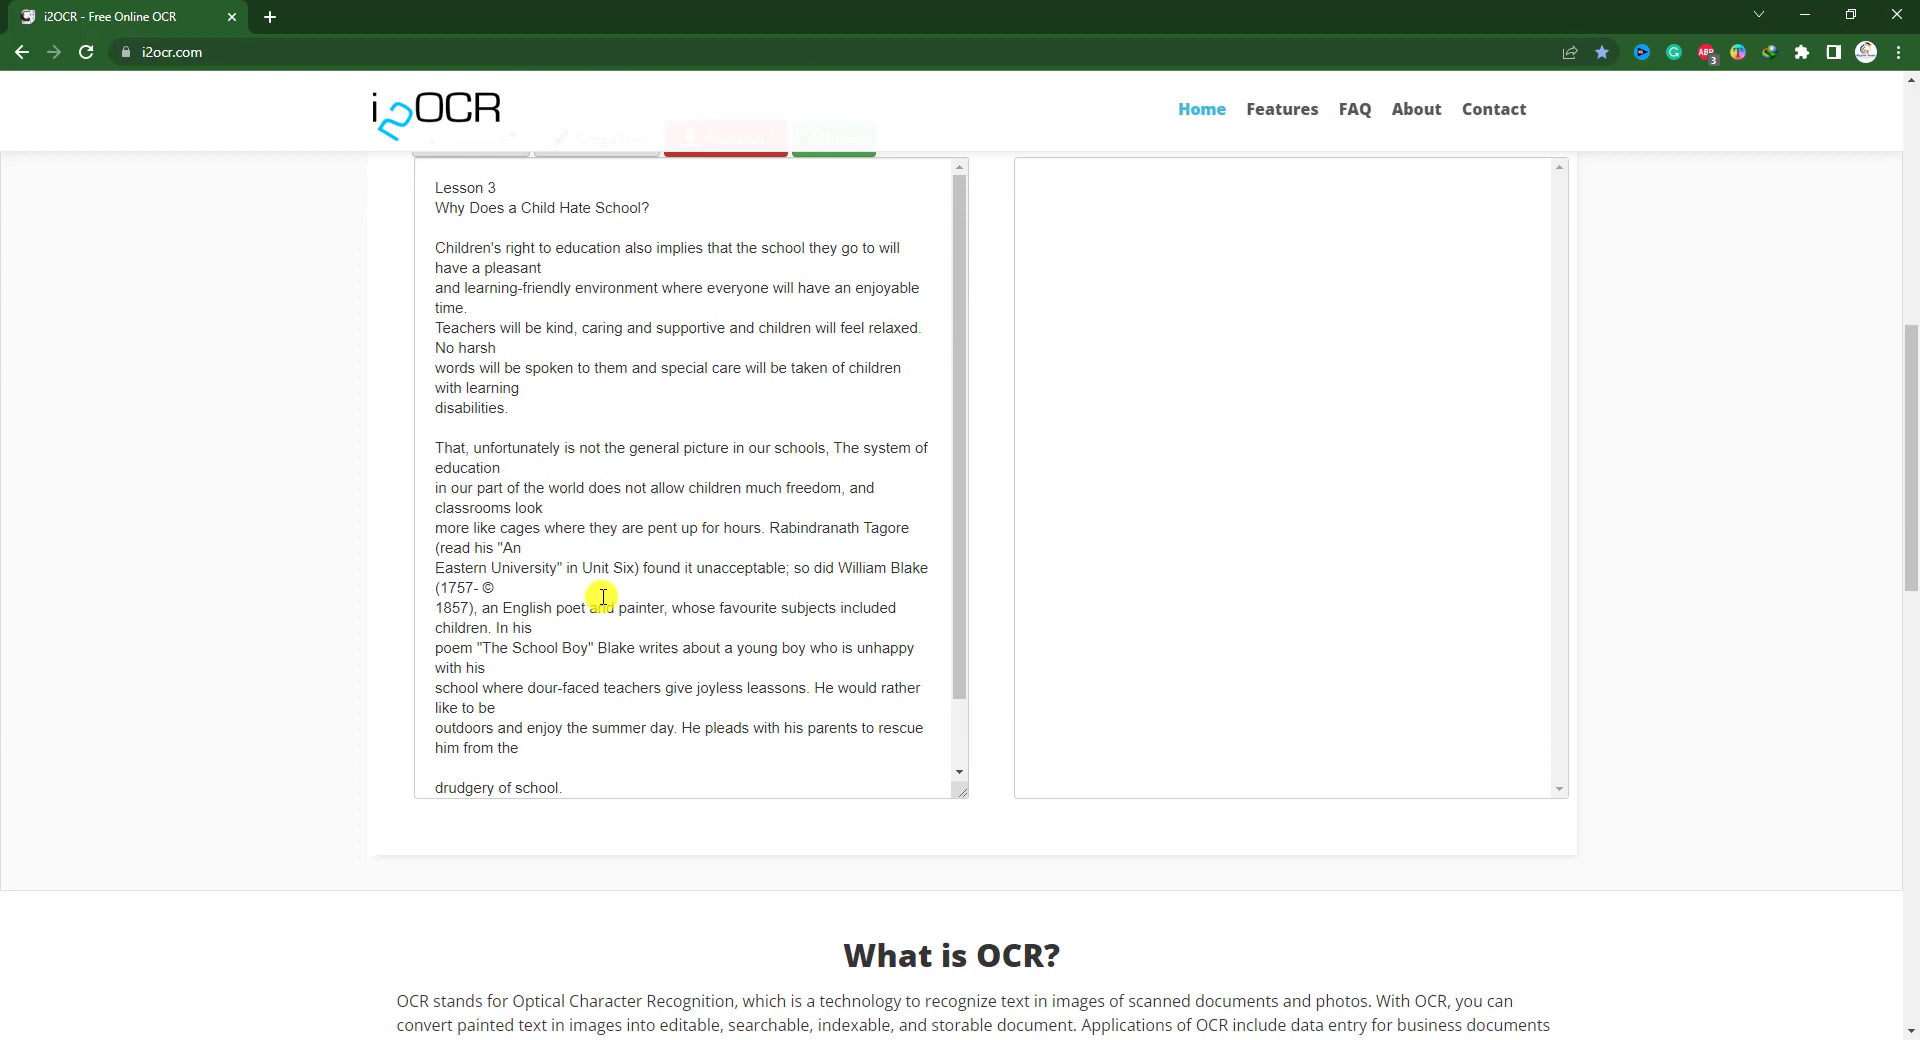 i2OCR - Free Online OCR
i2ocr.com
ABP
3
i2OCR
Home Features FAQ About Contact
Lesson 3
Why Does a Child Hate School?
Children's right to education also implies that the school they go to will
have a pleasant
and learning-friendly environment where everyone will have an enjoyable
time.
Teachers will be kind, caring and supportive and children will feel relaxed.
No harsh
words will be spoken to them and special care will be taken of children
with learning
disabilities.
That, unfortunately is not the general picture in our schools, The system of
education
in our part of the world does not allow children much freedom, and
classrooms look
more like cages where they are pent up for hours. Rabindranath Tagore
(read his "An
Eastern University" in Unit Six) found it unacceptable; so did William Blake
(1757- ©
1857), an English poet and painter, whose favourite subjects included
children. In his
poem "The School Boy" Blake writes about a young boy who is unhappy
with his
school where dour-faced teachers give joyless leassons. He would rather
like to be
outdoors and enjoy the summer day. He pleads with his parents to rescue
him from the
drudgery of school.
What is OCR?
OCR stands for Optical Character Recognition, which is a technology to recognize text in images of scanned documents and photos. With OCR, you can
convert painted text in images into editable, searchable, indexable, and storable document. Applications of OCR include data entry for business documents